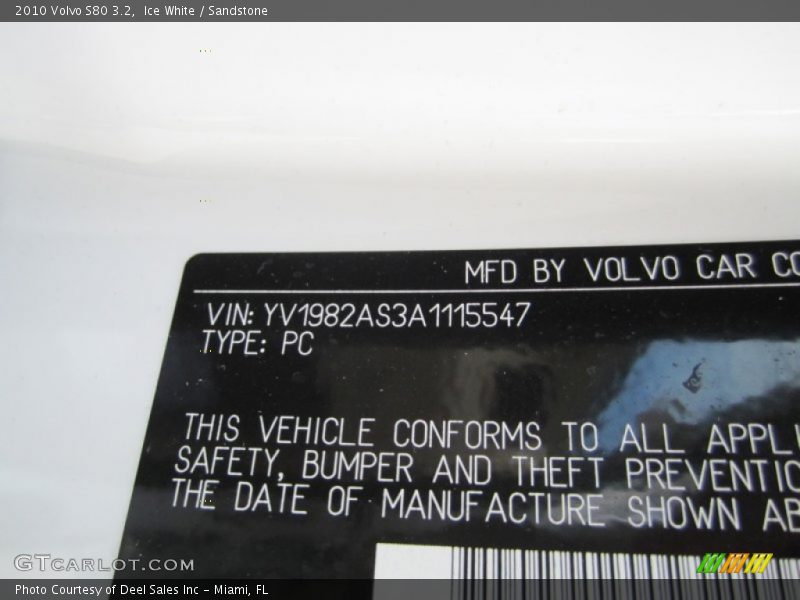 2010 Volvo S80 3.2, Ice White / Sandstone
MFD BY VOLVO CAR CO
VIN: YV1982AS3A1115547
TYPE: PC
THIS VEHICLE CONFORMS TO ALL APPLI
SAFETY, BUMPER AND THEFT PREVENTIO
THE DATE OF MANUFACTURE SHOWN AB
GTCARLOT.COM
Photo Courtesy of Deel Sales Inc - Miami, FL